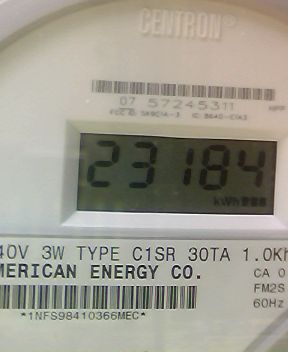 CENTRON®
07 57245311
23184
kWh
40V 3W TYPE C1SR 30TA 1.0Kh
MERICAN ENERGY CO.
CA 0
FM2S
60Hz
*1NFS98410366MEC*